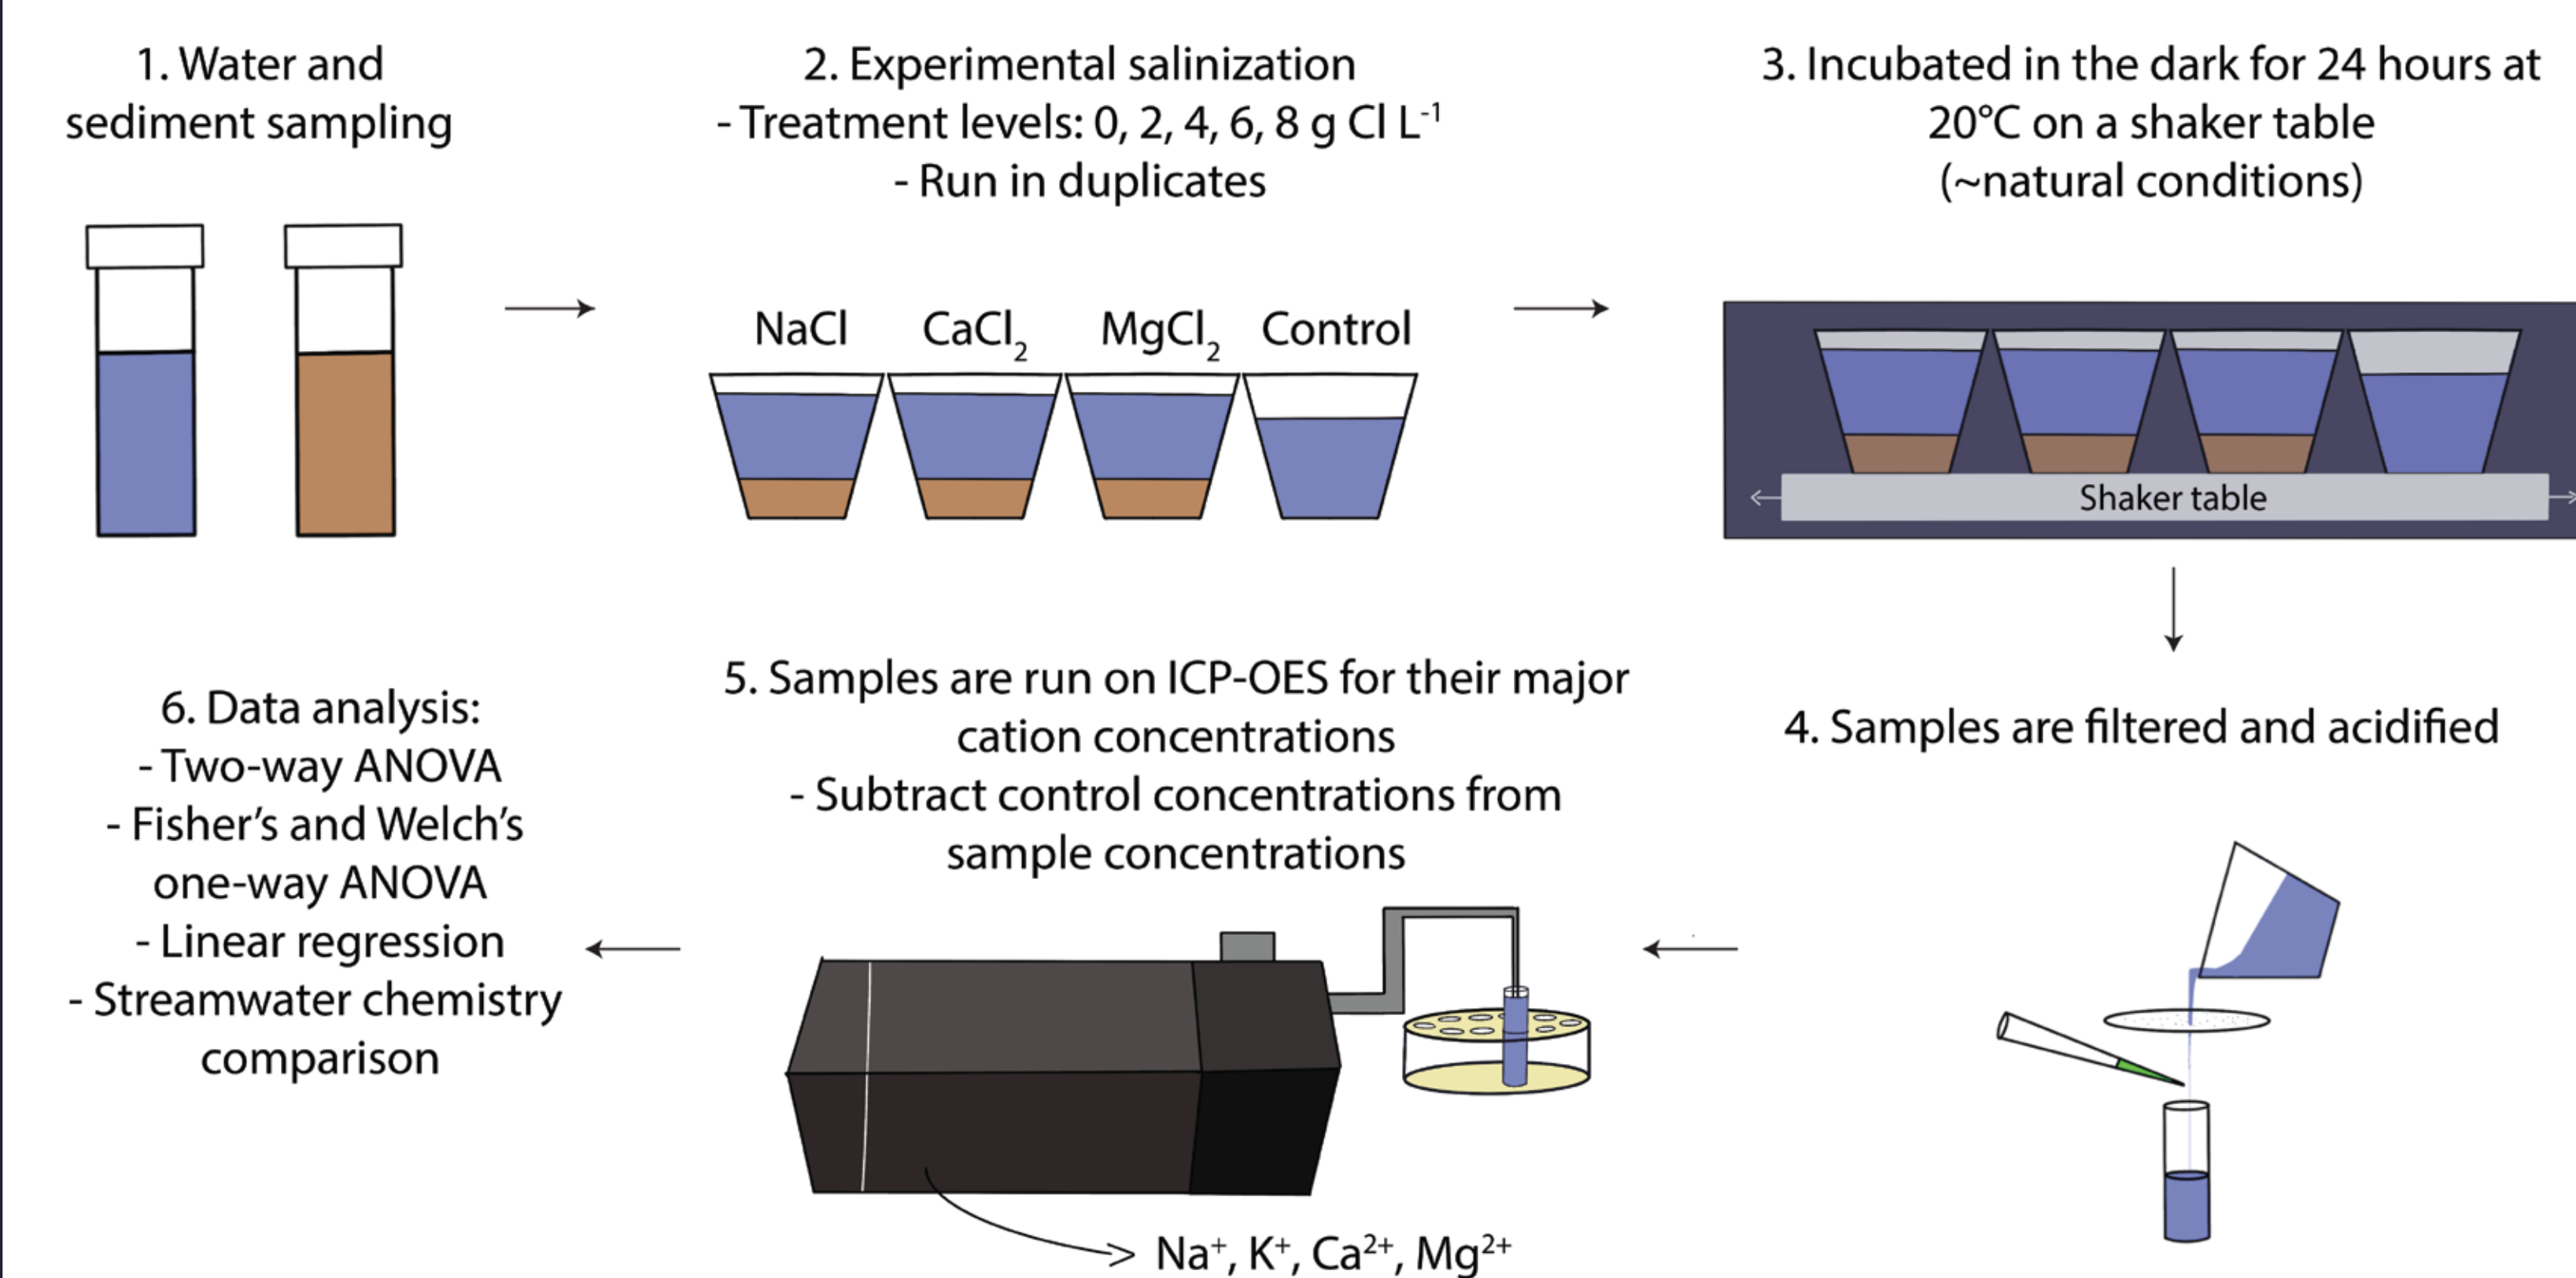 1. Water and
sediment sampling
2. Experimental salinization
- Treatment levels: 0, 2, 4, 6, 8 g Cl L⁻¹
- Run in duplicates
NaCl
CaCl₂
MgCl₂
Control
3. Incubated in the dark for 24 hours at
20°C on a shaker table
(~natural conditions)
Shaker table
4. Samples are filtered and acidified
5. Samples are run on ICP-OES for their major
cation concentrations
- Subtract control concentrations from
sample concentrations
Na⁺, K⁺, Ca²⁺, Mg²⁺
6. Data analysis:
- Two-way ANOVA
- Fisher’s and Welch’s
one-way ANOVA
- Linear regression
- Streamwater chemistry
comparison